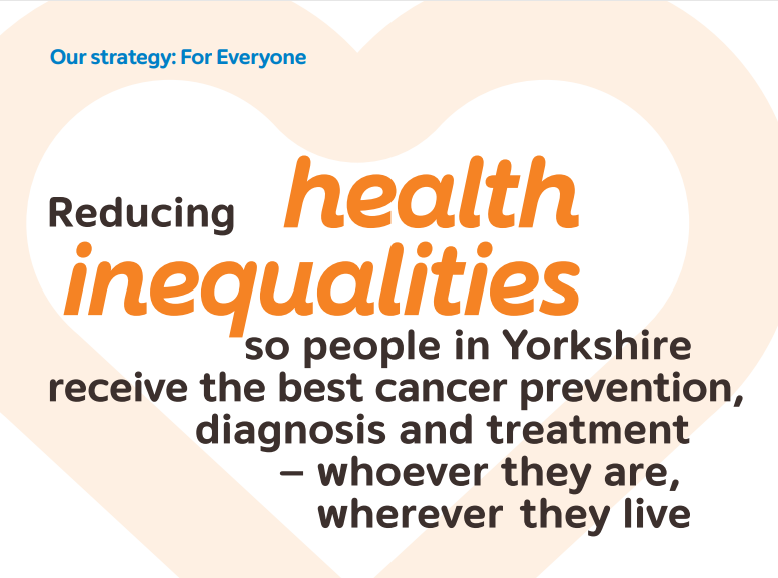 Our strategy: For Everyone
Reducing health
inequalities
so people in Yorkshire
receive the best cancer prevention,
diagnosis and treatment
– whoever they are,
wherever they live